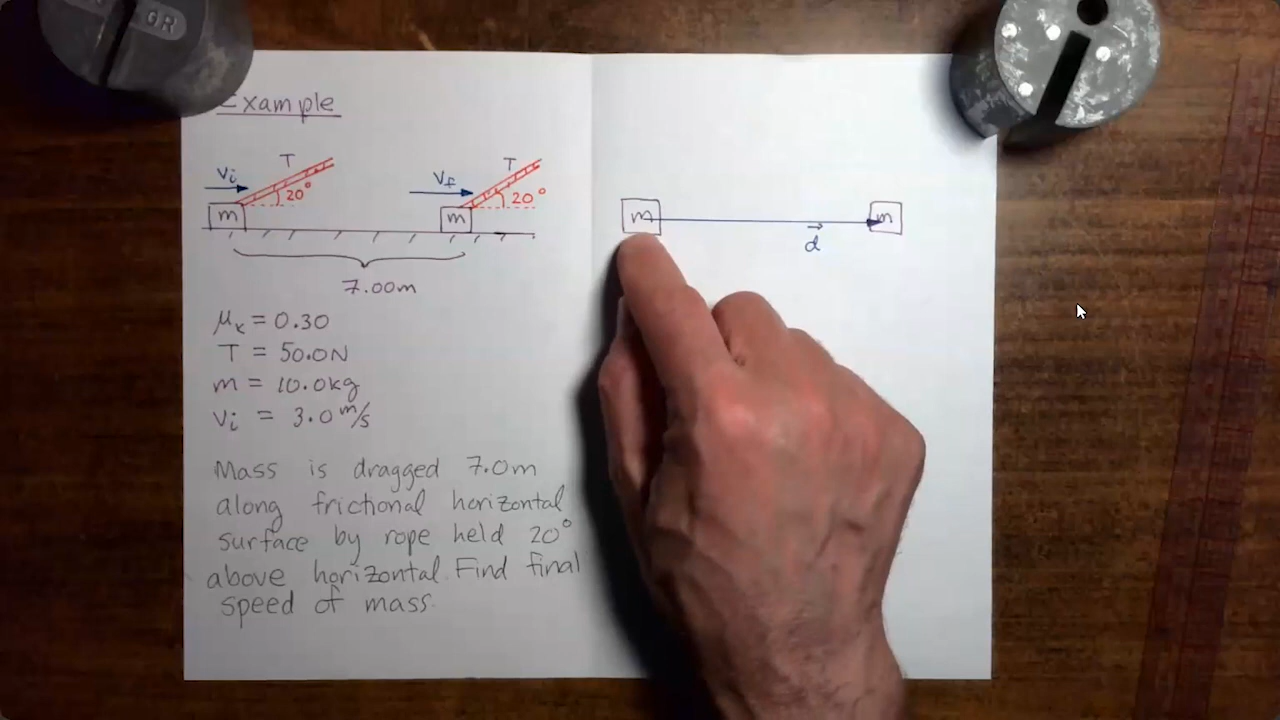 GR
Example
T
T
vi
vf
20°
20°
m
m
7.00m
μk = 0.30
T = 50.0N
m = 10.0kg
vi = 3.0 m/s
Mass is dragged 7.0m
along frictional horizontal
surface by rope held 20°
above horizontal. Find final
speed of mass.
m
m
d